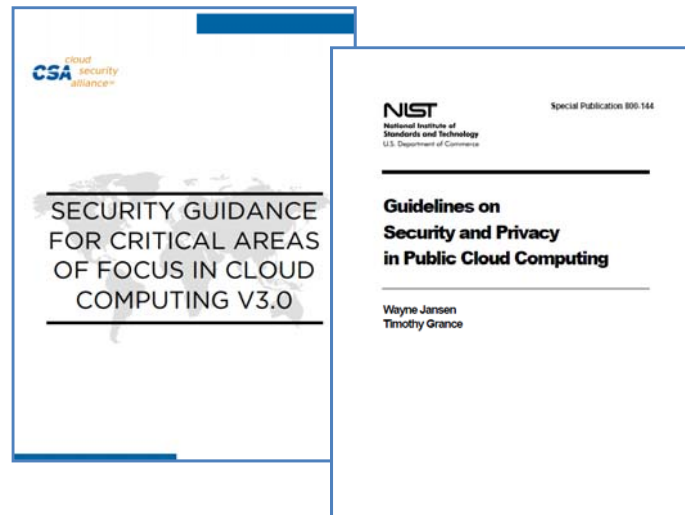 cloud
CSA security
alliance℠
SECURITY GUIDANCE
FOR CRITICAL AREAS
OF FOCUS IN CLOUD
COMPUTING V3.0
NIST
Special Publication 800-144
National Institute of
Standards and Technology
U.S. Department of Commerce
Guidelines on
Security and Privacy
in Public Cloud Computing
Wayne Jansen
Timothy Grance